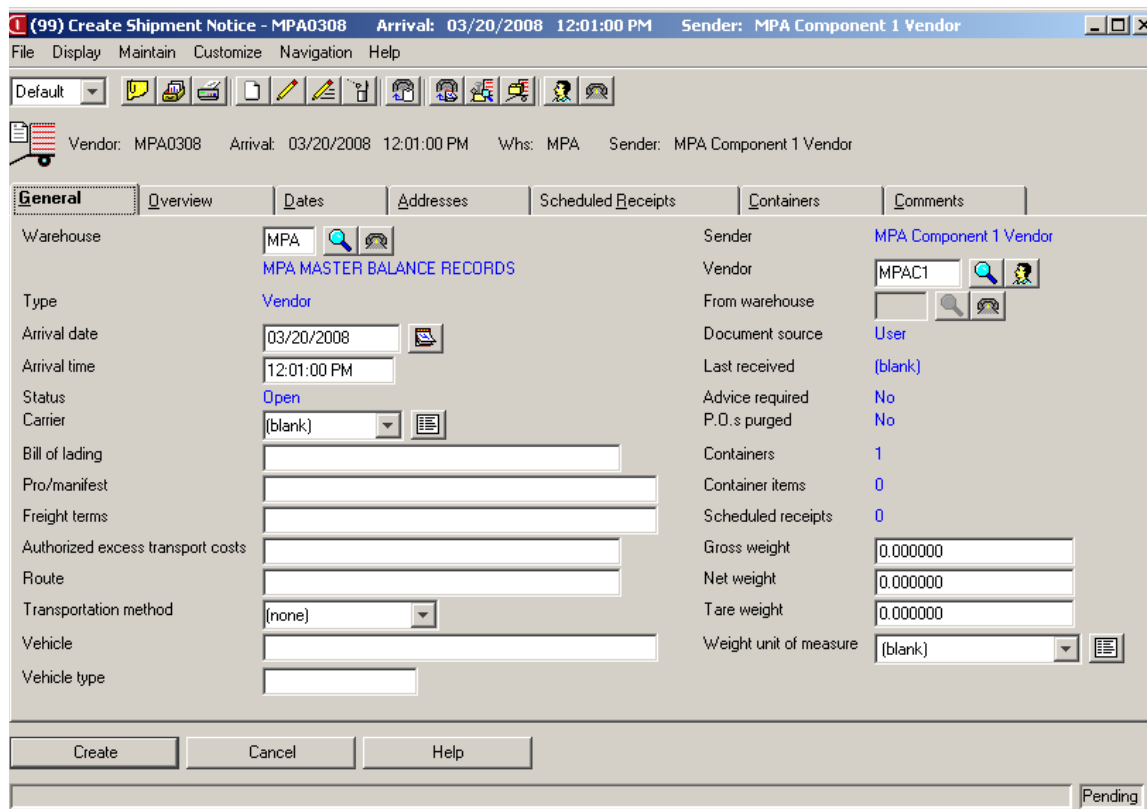 (99) Create Shipment Notice - MPA0308 Arrival: 03/20/2008 12:01:00 PM Sender: MPA Component 1 Vendor
File Display Maintain Customize Navigation Help
Default
Vendor: MPA0308 Arrival: 03/20/2008 12:01:00 PM Whs: MPA Sender: MPA Component 1 Vendor
General Overview Dates Addresses Scheduled Receipts Containers Comments
Warehouse MPA Sender MPA Component 1 Vendor
MPA MASTER BALANCE RECORDS Vendor MPAC1
Type Vendor From warehouse
Arrival date 03/20/2008 Document source User
Arrival time 12:01:00 PM Last received (blank)
Status Open Advice required No
Carrier (blank) P.O.s purged No
Bill of lading Containers 1
Pro/manifest Container items 0
Freight terms Scheduled receipts 0
Authorized excess transport costs Gross weight 0.000000
Route Net weight 0.000000
Transportation method (none) Tare weight 0.000000
Vehicle Weight unit of measure (blank)
Vehicle type
Create Cancel Help
Pending